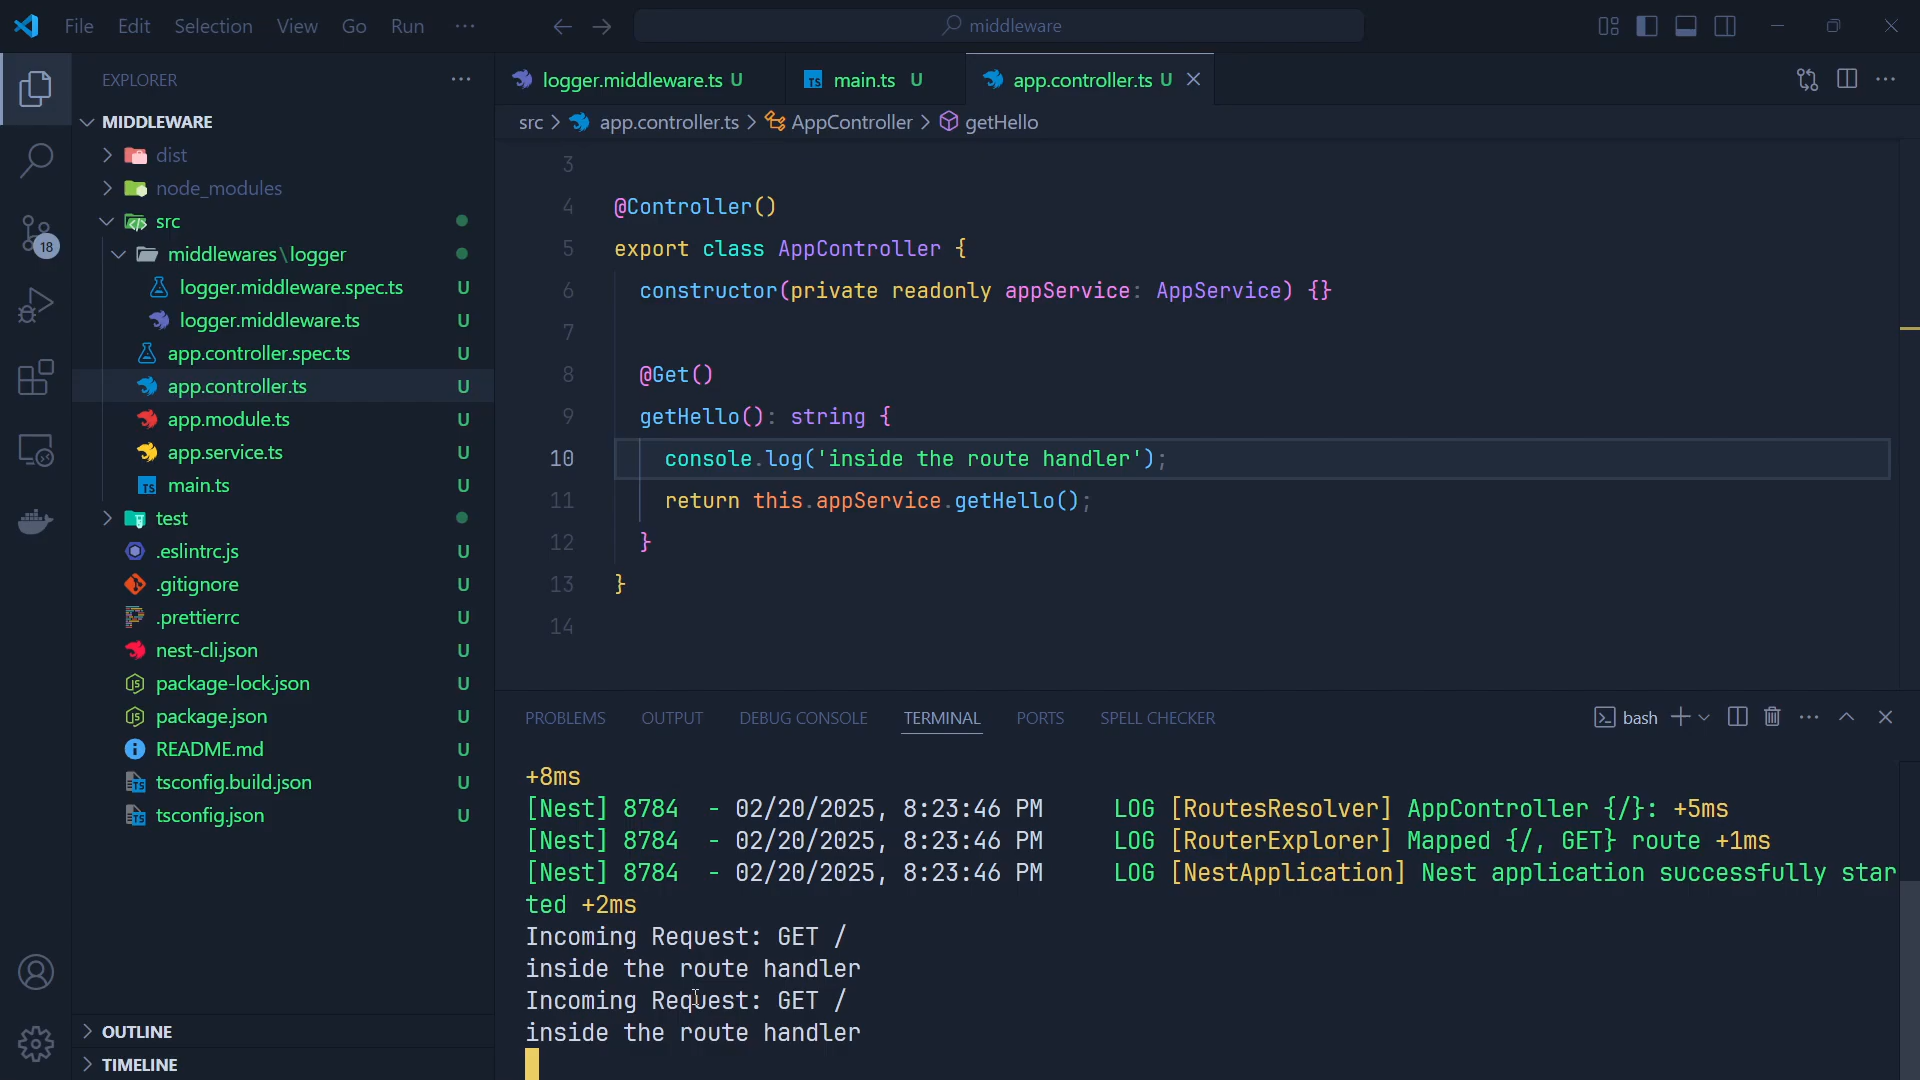 File Edit Selection View Go Run ··· middleware
EXPLORER
MIDDLEWARE
dist
node_modules
src
middlewares\logger
logger.middleware.spec.ts U
logger.middleware.ts U
app.controller.spec.ts U
app.controller.ts U
app.module.ts U
app.service.ts U
main.ts U
test
.eslintrc.js U
.gitignore U
.prettierrc U
nest-cli.json U
package-lock.json U
package.json U
README.md U
tsconfig.build.json U
tsconfig.json U
OUTLINE
TIMELINE
18
logger.middleware.ts U main.ts U app.controller.ts U
src > app.controller.ts > AppController > getHello
3
4 @Controller()
5 export class AppController {
6 constructor(private readonly appService: AppService) {}
7
8 @Get()
9 getHello(): string {
10 console.log('inside the route handler');
11 return this.appService.getHello();
12 }
13 }
14
PROBLEMS OUTPUT DEBUG CONSOLE TERMINAL PORTS SPELL CHECKER bash
+8ms
[Nest] 8784 - 02/20/2025, 8:23:46 PM LOG [RoutesResolver] AppController {/}: +5ms
[Nest] 8784 - 02/20/2025, 8:23:46 PM LOG [RouterExplorer] Mapped {/, GET} route +1ms
[Nest] 8784 - 02/20/2025, 8:23:46 PM LOG [NestApplication] Nest application successfully star
ted +2ms
Incoming Request: GET /
inside the route handler
Incoming Request: GET /
inside the route handler